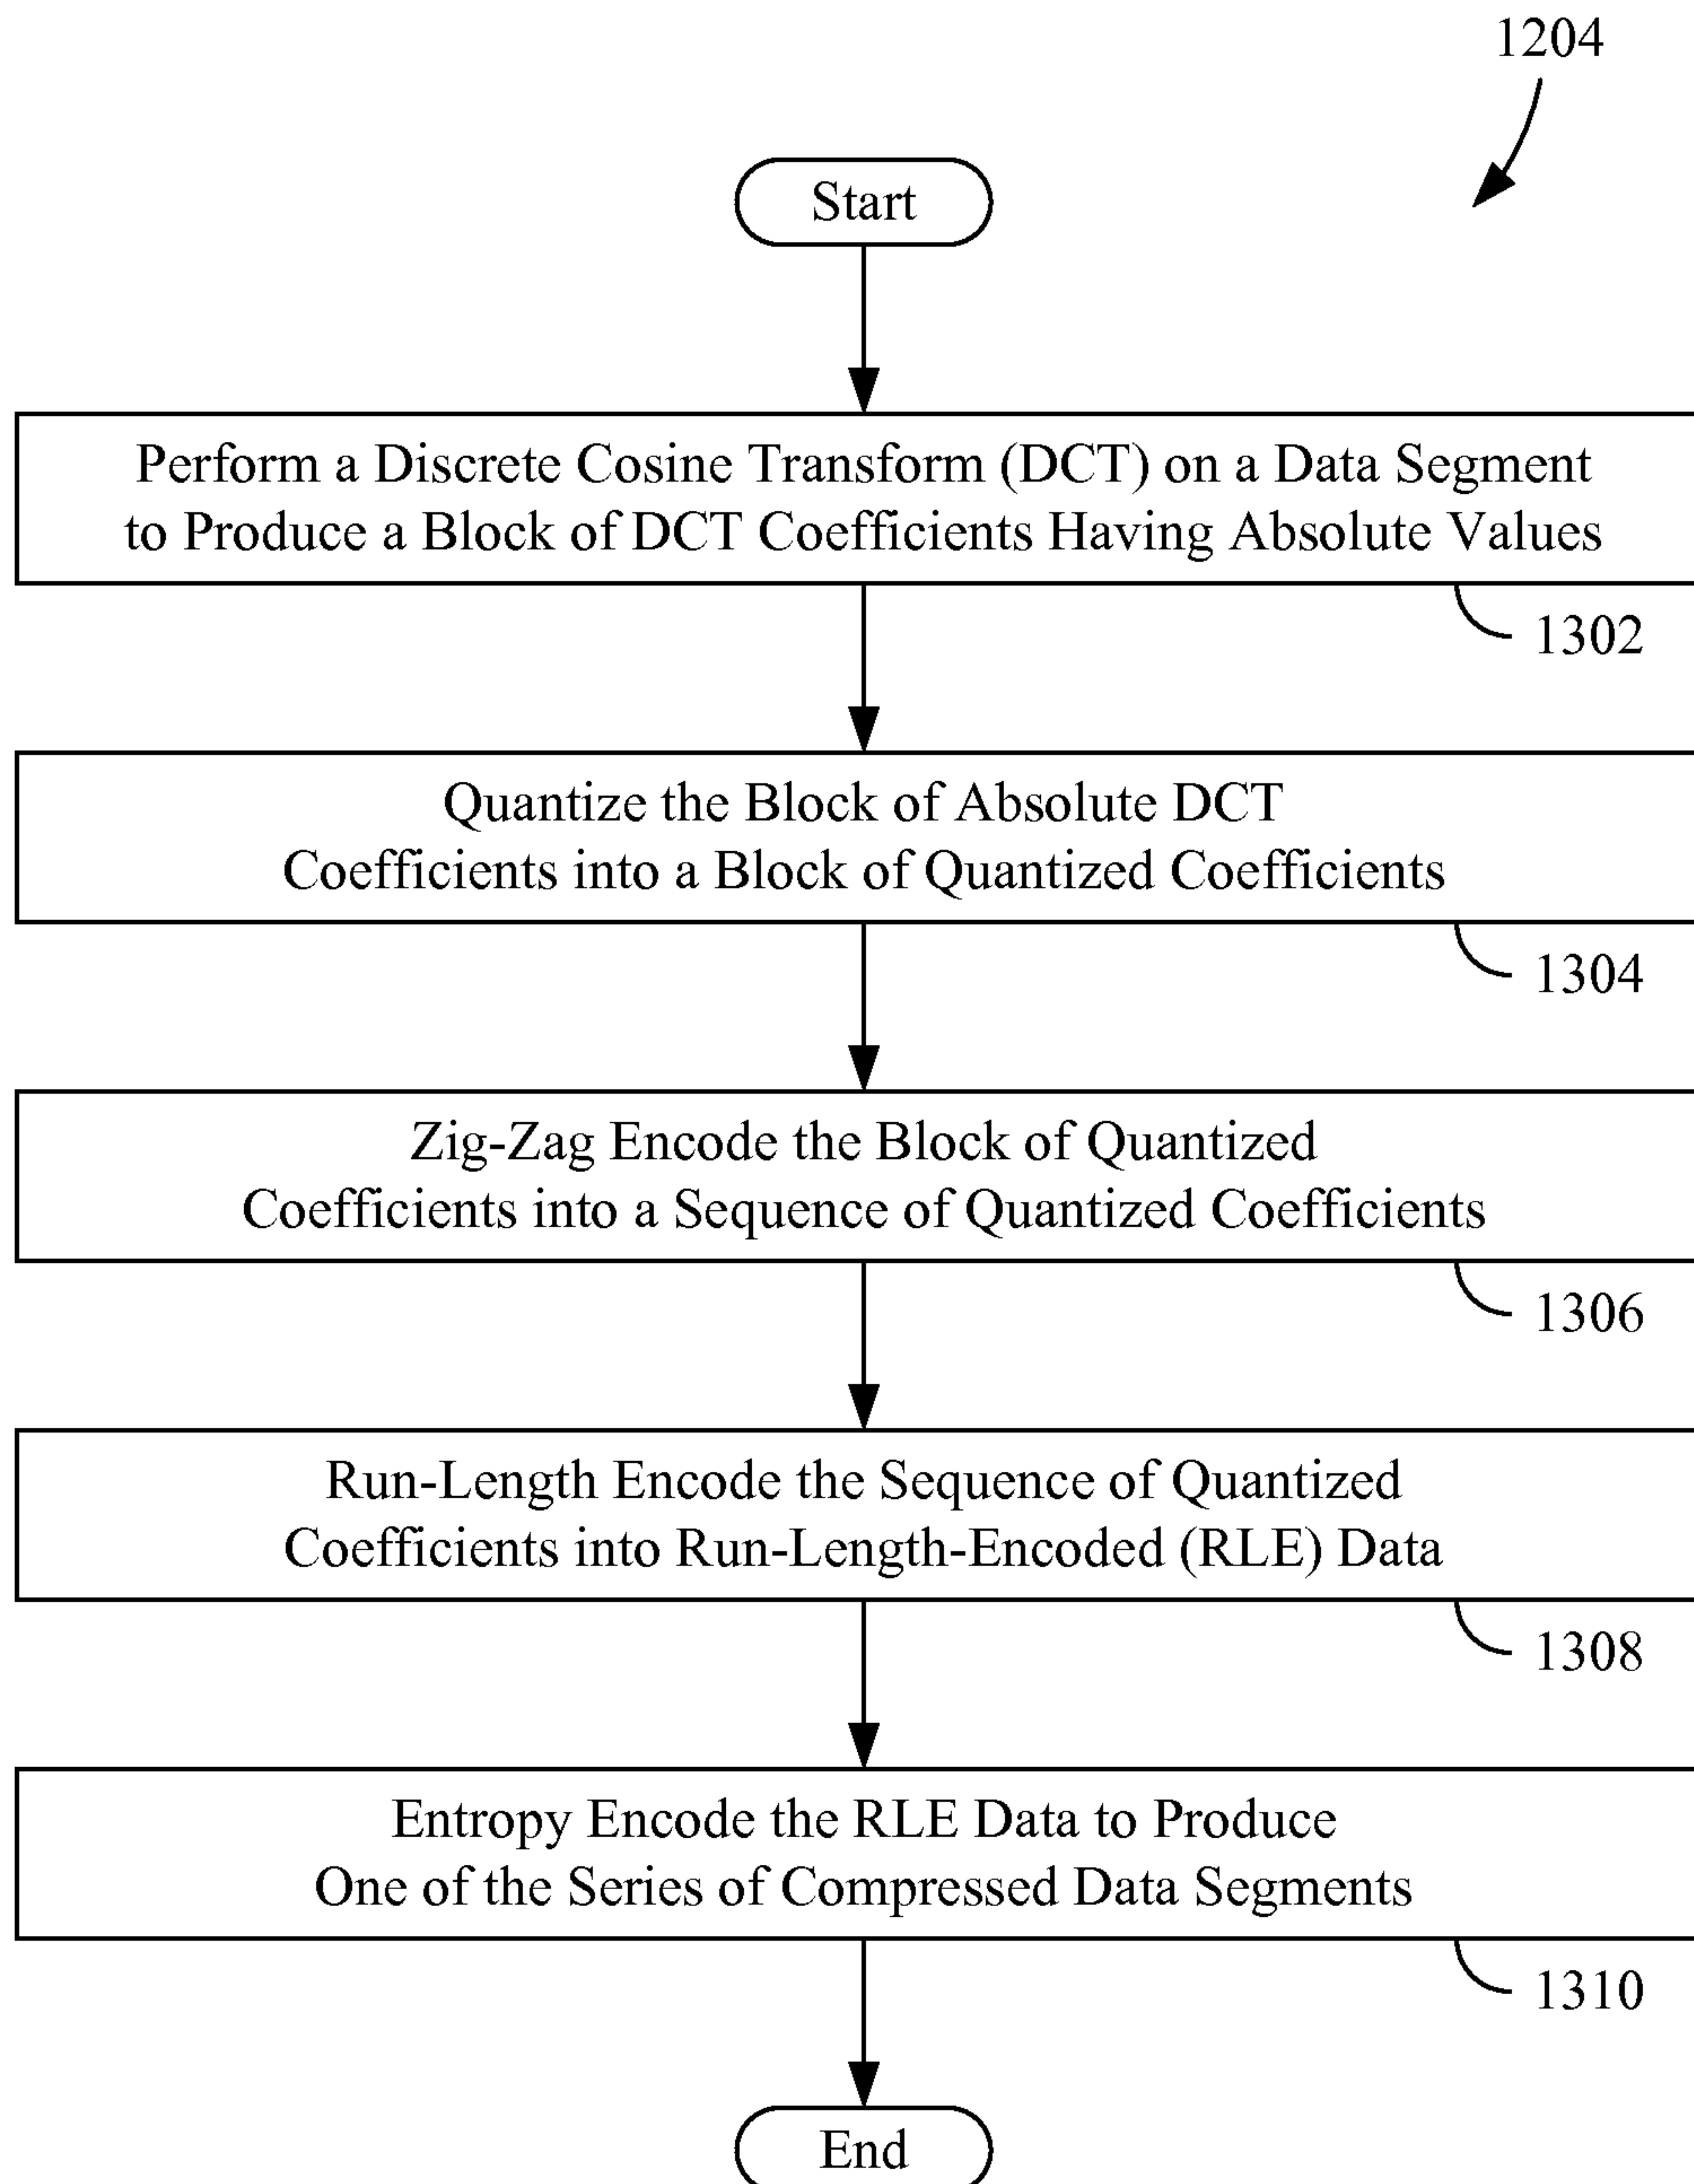 1204
Start
Perform a Discrete Cosine Transform (DCT) on a Data Segment
to Produce a Block of DCT Coefficients Having Absolute Values
1302
Quantize the Block of Absolute DCT
Coefficients into a Block of Quantized Coefficients
1304
Zig-Zag Encode the Block of Quantized
Coefficients into a Sequence of Quantized Coefficients
1306
Run-Length Encode the Sequence of Quantized
Coefficients into Run-Length-Encoded (RLE) Data
1308
Entropy Encode the RLE Data to Produce
One of the Series of Compressed Data Segments
1310
End